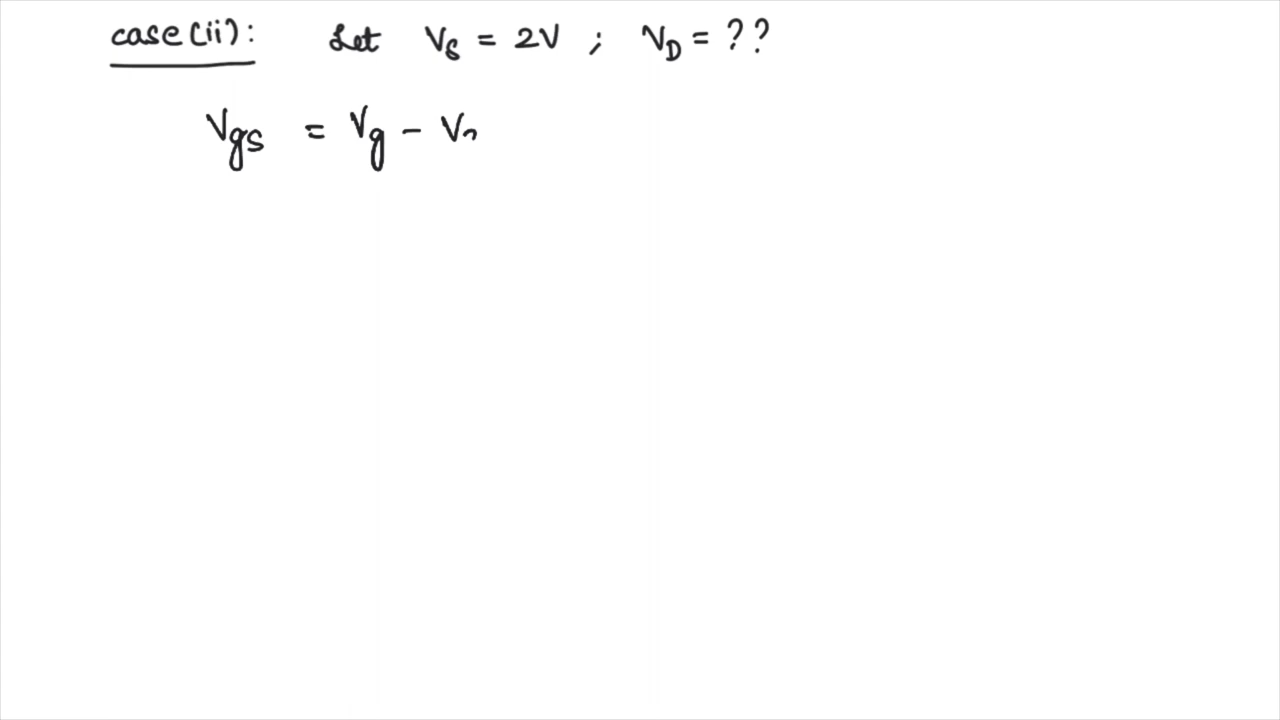 case(ii): Let VS = 2V ; VD = ??
Vgs = Vg -